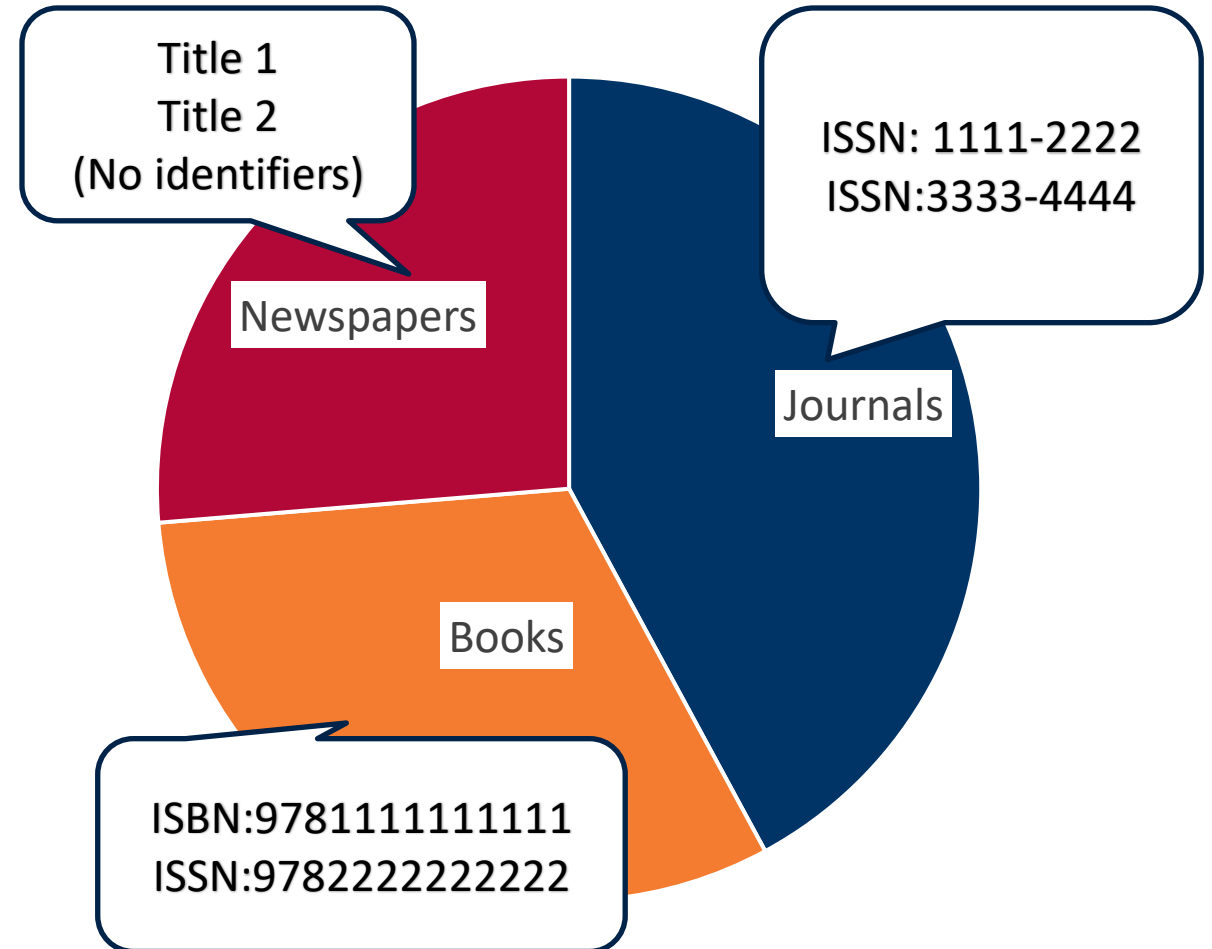 Title 1
Title 2
(No identifiers)
ISSN: 1111-2222
ISSN:3333-4444
Newspapers
Journals
Books
ISBN:9781111111111
ISSN:9782222222222